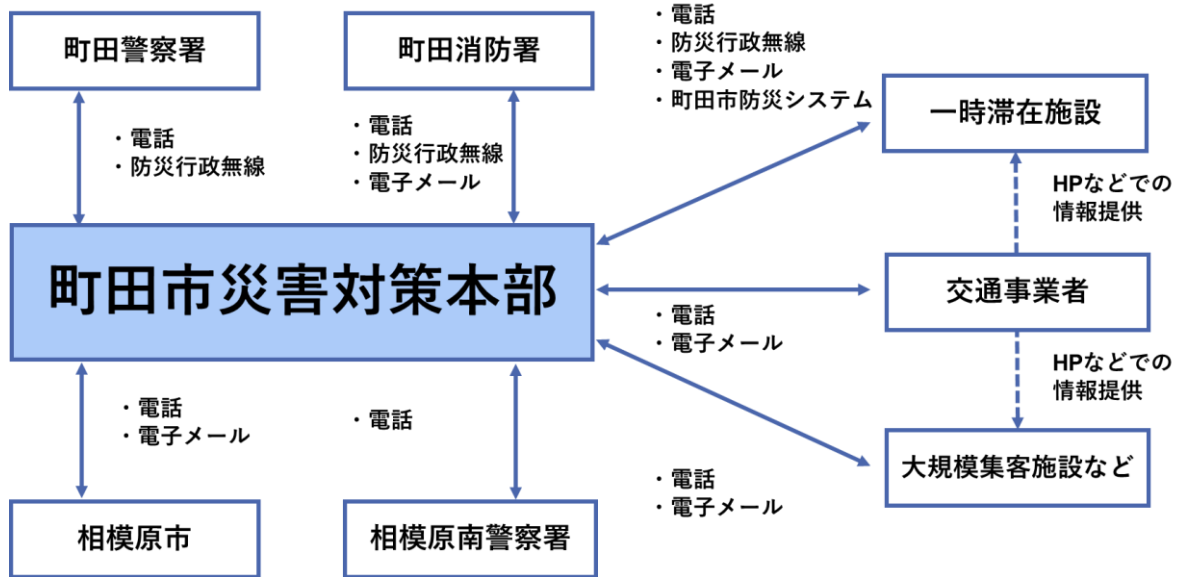 町田警察署
町田消防署
・電話
・防災行政無線
・電子メール
・町田市防災システム
一時滞在施設
・電話
・防災行政無線
・電話
・防災行政無線
・電子メール
HPなどでの
情報提供
町田市災害対策本部
交通事業者
・電話
・電子メール
HPなどでの
情報提供
・電話
・電子メール
・電話
大規模集客施設など
・電話
・電子メール
相模原市
相模原南警察署